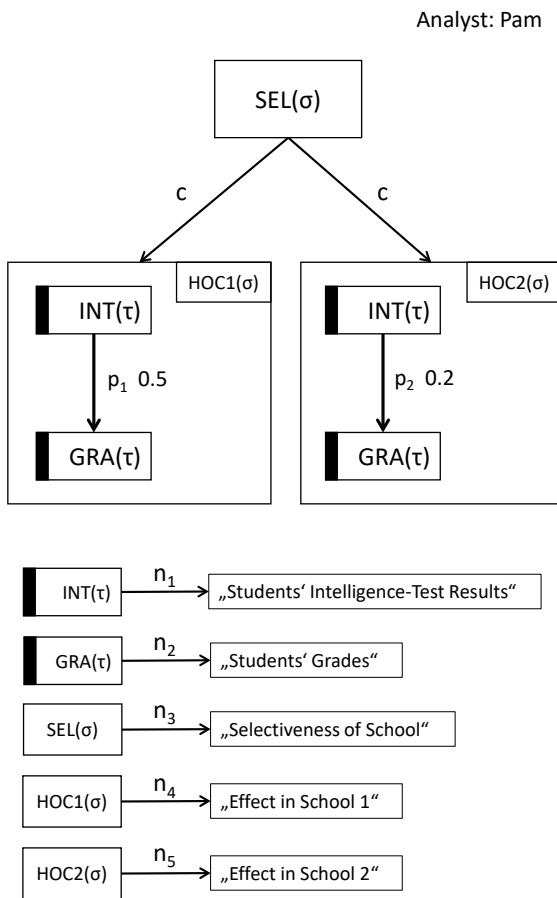 Analyst: Pam
SEL(σ)
c c
HOC1(σ) HOC2(σ)
INT(τ) INT(τ)
p₁ 0.5 p₂ 0.2
GRA(τ) GRA(τ)
INT(τ) n₁ „Students‘ Intelligence-Test Results“
GRA(τ) n₂ „Students‘ Grades“
SEL(σ) n₃ „Selectiveness of School“
HOC1(σ) n₄ „Effect in School 1“
HOC2(σ) n₅ „Effect in School 2“